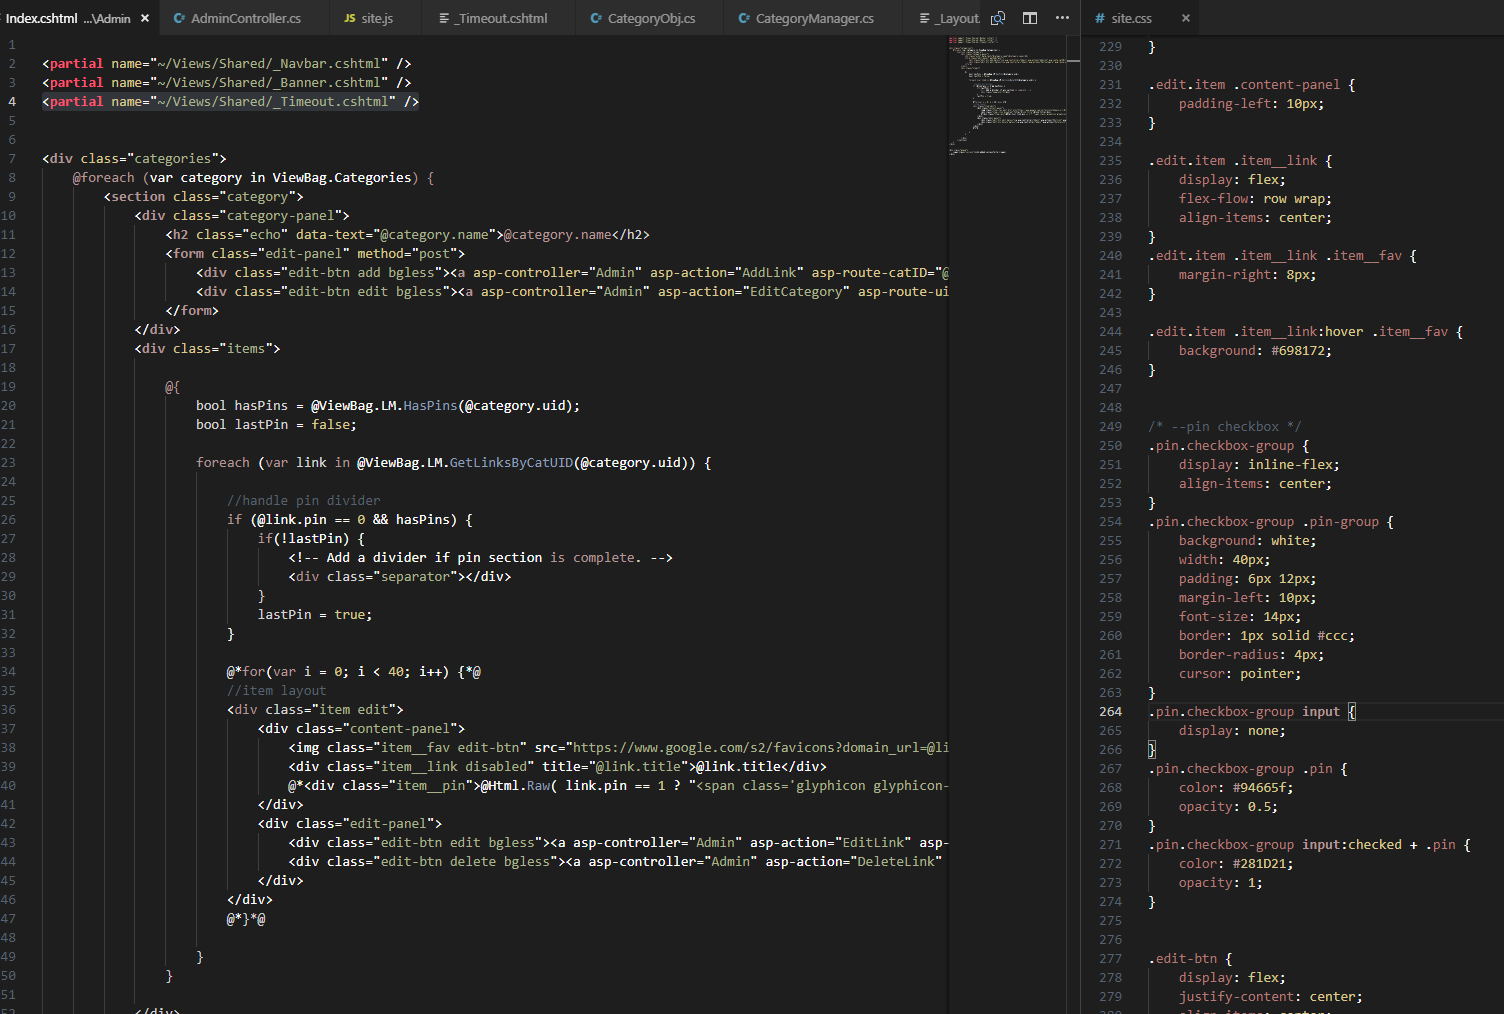 Index.cshtml ...\Admin × C# AdminController.cs JS site.js _Timeout.cshtml C# CategoryObj.cs C# CategoryManager.cs _Layout. # site.css ×
1
2 <partial name="~/Views/Shared/_Navbar.cshtml" />
3 <partial name="~/Views/Shared/_Banner.cshtml" />
4 <partial name="~/Views/Shared/_Timeout.cshtml" />
5
6
7 <div class="categories">
8 @foreach (var category in ViewBag.Categories) {
9 <section class="category">
10 <div class="category-panel">
11 <h2 class="echo" data-text="@category.name">@category.name</h2>
12 <form class="edit-panel" method="post">
13 <div class="edit-btn add bgless"><a asp-controller="Admin" asp-action="AddLink" asp-route-catID="@
14 <div class="edit-btn edit bgless"><a asp-controller="Admin" asp-action="EditCategory" asp-route-ui
15 </form>
16 </div>
17 <div class="items">
18
19 @{
20 bool hasPins = @ViewBag.LM.HasPins(@category.uid);
21 bool lastPin = false;
22
23 foreach (var link in @ViewBag.LM.GetLinksByCatUID(@category.uid)) {
24
25 //handle pin divider
26 if (@link.pin == 0 && hasPins) {
27 if(!lastPin) {
28 <!-- Add a divider if pin section is complete. -->
29 <div class="separator"></div>
30 }
31 lastPin = true;
32 }
33
34 @*for(var i = 0; i < 40; i++) {*@
35 //item layout
36 <div class="item edit">
37 <div class="content-panel">
38 <img class="item__fav edit-btn" src="https://www.google.com/s2/favicons?domain_url=@li
39 <div class="item__link disabled" title="@link.title">@link.title</div>
40 @*<div class="item__pin">@Html.Raw( link.pin == 1 ? "<span class='glyphicon glyphicon-
41 </div>
42 <div class="edit-panel">
43 <div class="edit-btn edit bgless"><a asp-controller="Admin" asp-action="EditLink" asp-
44 <div class="edit-btn delete bgless"><a asp-controller="Admin" asp-action="DeleteLink"
45 </div>
46 </div>
47 @*}*@
48
49 }
50 }
51
52 </div>
229 }
230
231 .edit.item .content-panel {
232 padding-left: 10px;
233 }
234
235 .edit.item .item__link {
236 display: flex;
237 flex-flow: row wrap;
238 align-items: center;
239 }
240 .edit.item .item__link .item__fav {
241 margin-right: 8px;
242 }
243
244 .edit.item .item__link:hover .item__fav {
245 background: #698172;
246 }
247
248
249 /* --pin checkbox */
250 .pin.checkbox-group {
251 display: inline-flex;
252 align-items: center;
253 }
254 .pin.checkbox-group .pin-group {
255 background: white;
256 width: 40px;
257 padding: 6px 12px;
258 margin-left: 10px;
259 font-size: 14px;
260 border: 1px solid #ccc;
261 border-radius: 4px;
262 cursor: pointer;
263 }
264 .pin.checkbox-group input {
265 display: none;
266 }
267 .pin.checkbox-group .pin {
268 color: #94665f;
269 opacity: 0.5;
270 }
271 .pin.checkbox-group input:checked + .pin {
272 color: #281D21;
273 opacity: 1;
274 }
275
276
277 .edit-btn {
278 display: flex;
279 justify-content: center;
280 align-items: center;